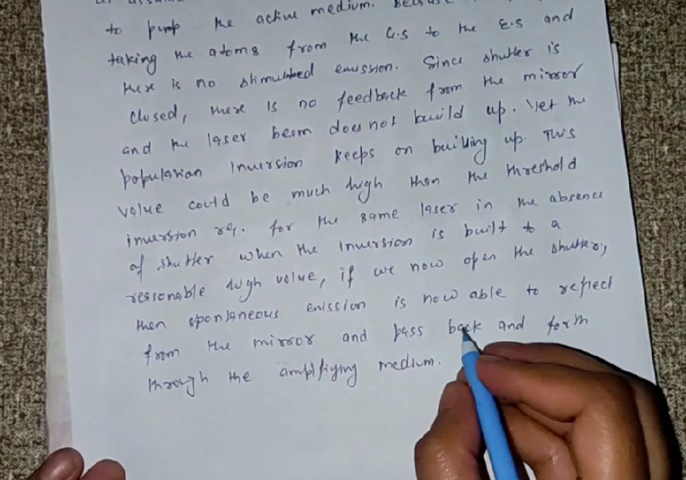 to pump the active medium. Because
taking the atoms from the G.S to the E.S and
there is no stimulated emission. Since shutter is
closed, there is no feedback from the mirror
and the laser beam does not build up. Yet the
population inversion keeps on building up. This
value could be much high then the threshold
inversion rq. for the same laser in the absence
of shutter when the inversion is built to a
resonable high value, if we now open the shutter,
then spontaneous emission is now able to reflect
from the mirror and pass back and forth
through the amplifying medium.